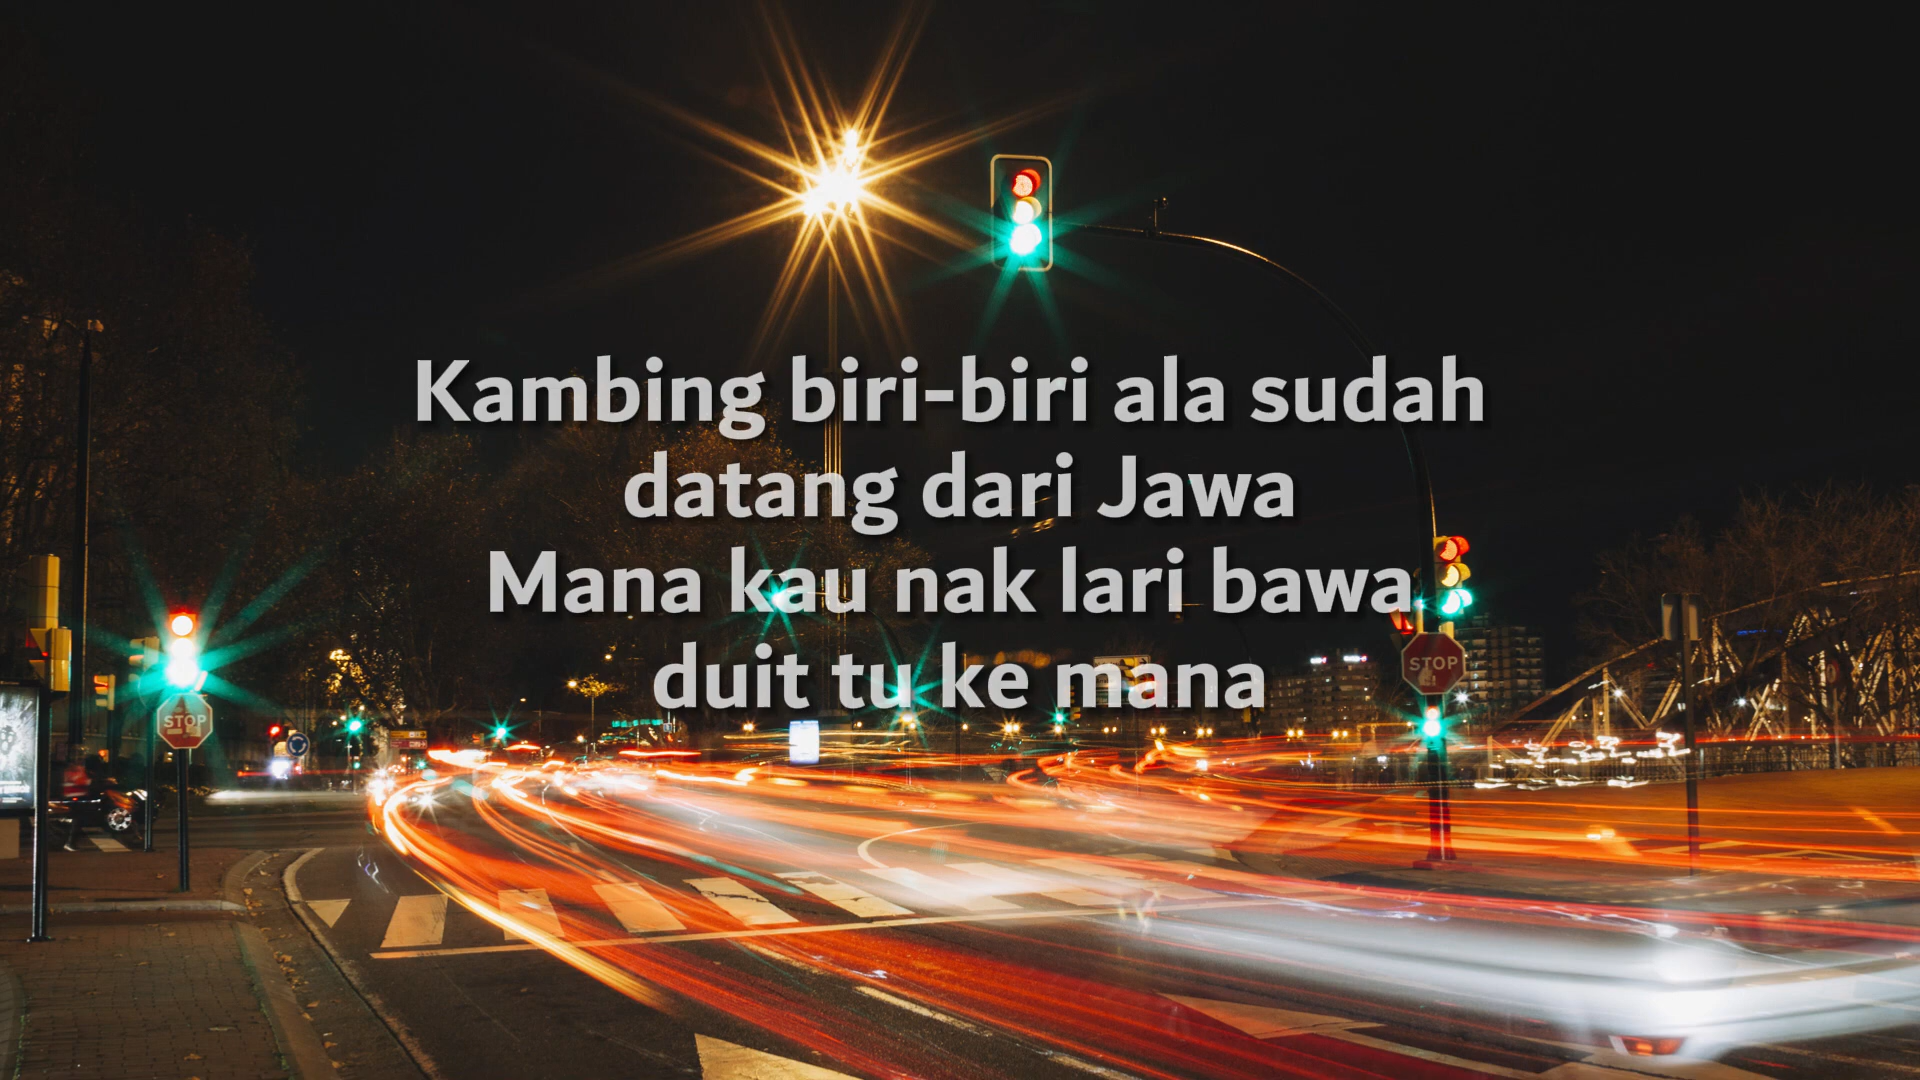 Kambing biri-biri ala sudah
datang dari Jawa
Mana kau nak lari bawa
duit tu ke mana
STOP
STOP